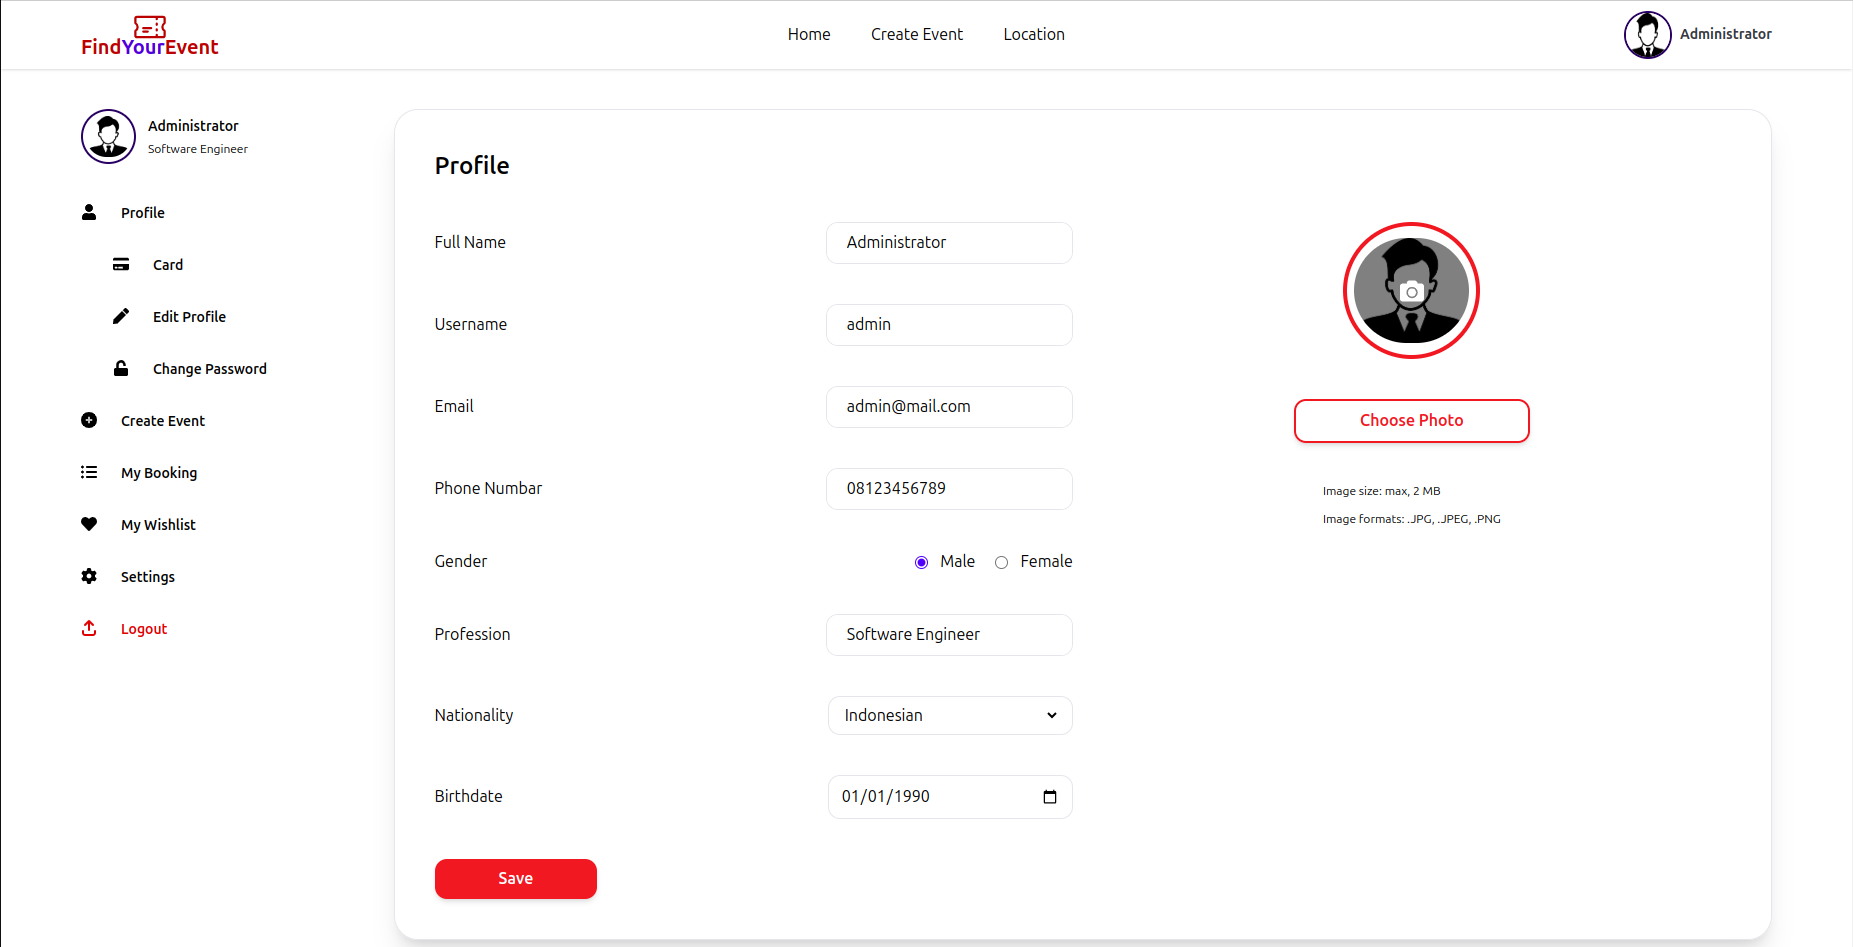 FindYourEvent
Home Create Event Location
Administrator
Administrator
Software Engineer
Profile
Card
Edit Profile
Change Password
Create Event
My Booking
My Wishlist
Settings
Logout
Profile
Full Name Administrator
Username admin
Email admin@mail.com
Phone Numbar 08123456789
Gender Male Female
Profession Software Engineer
Nationality Indonesian
Birthdate 01/01/1990
Save
Choose Photo
Image size: max, 2 MB
Image formats: .JPG, .JPEG, .PNG